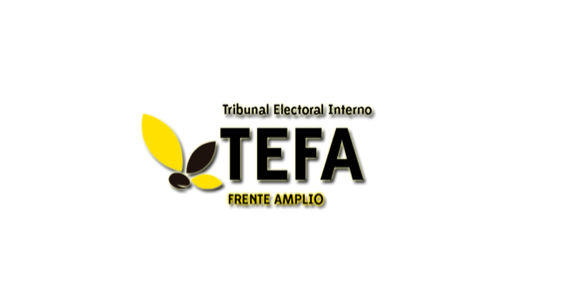 Tribunal Electoral Interno
TEFA
FRENTE AMPLIO